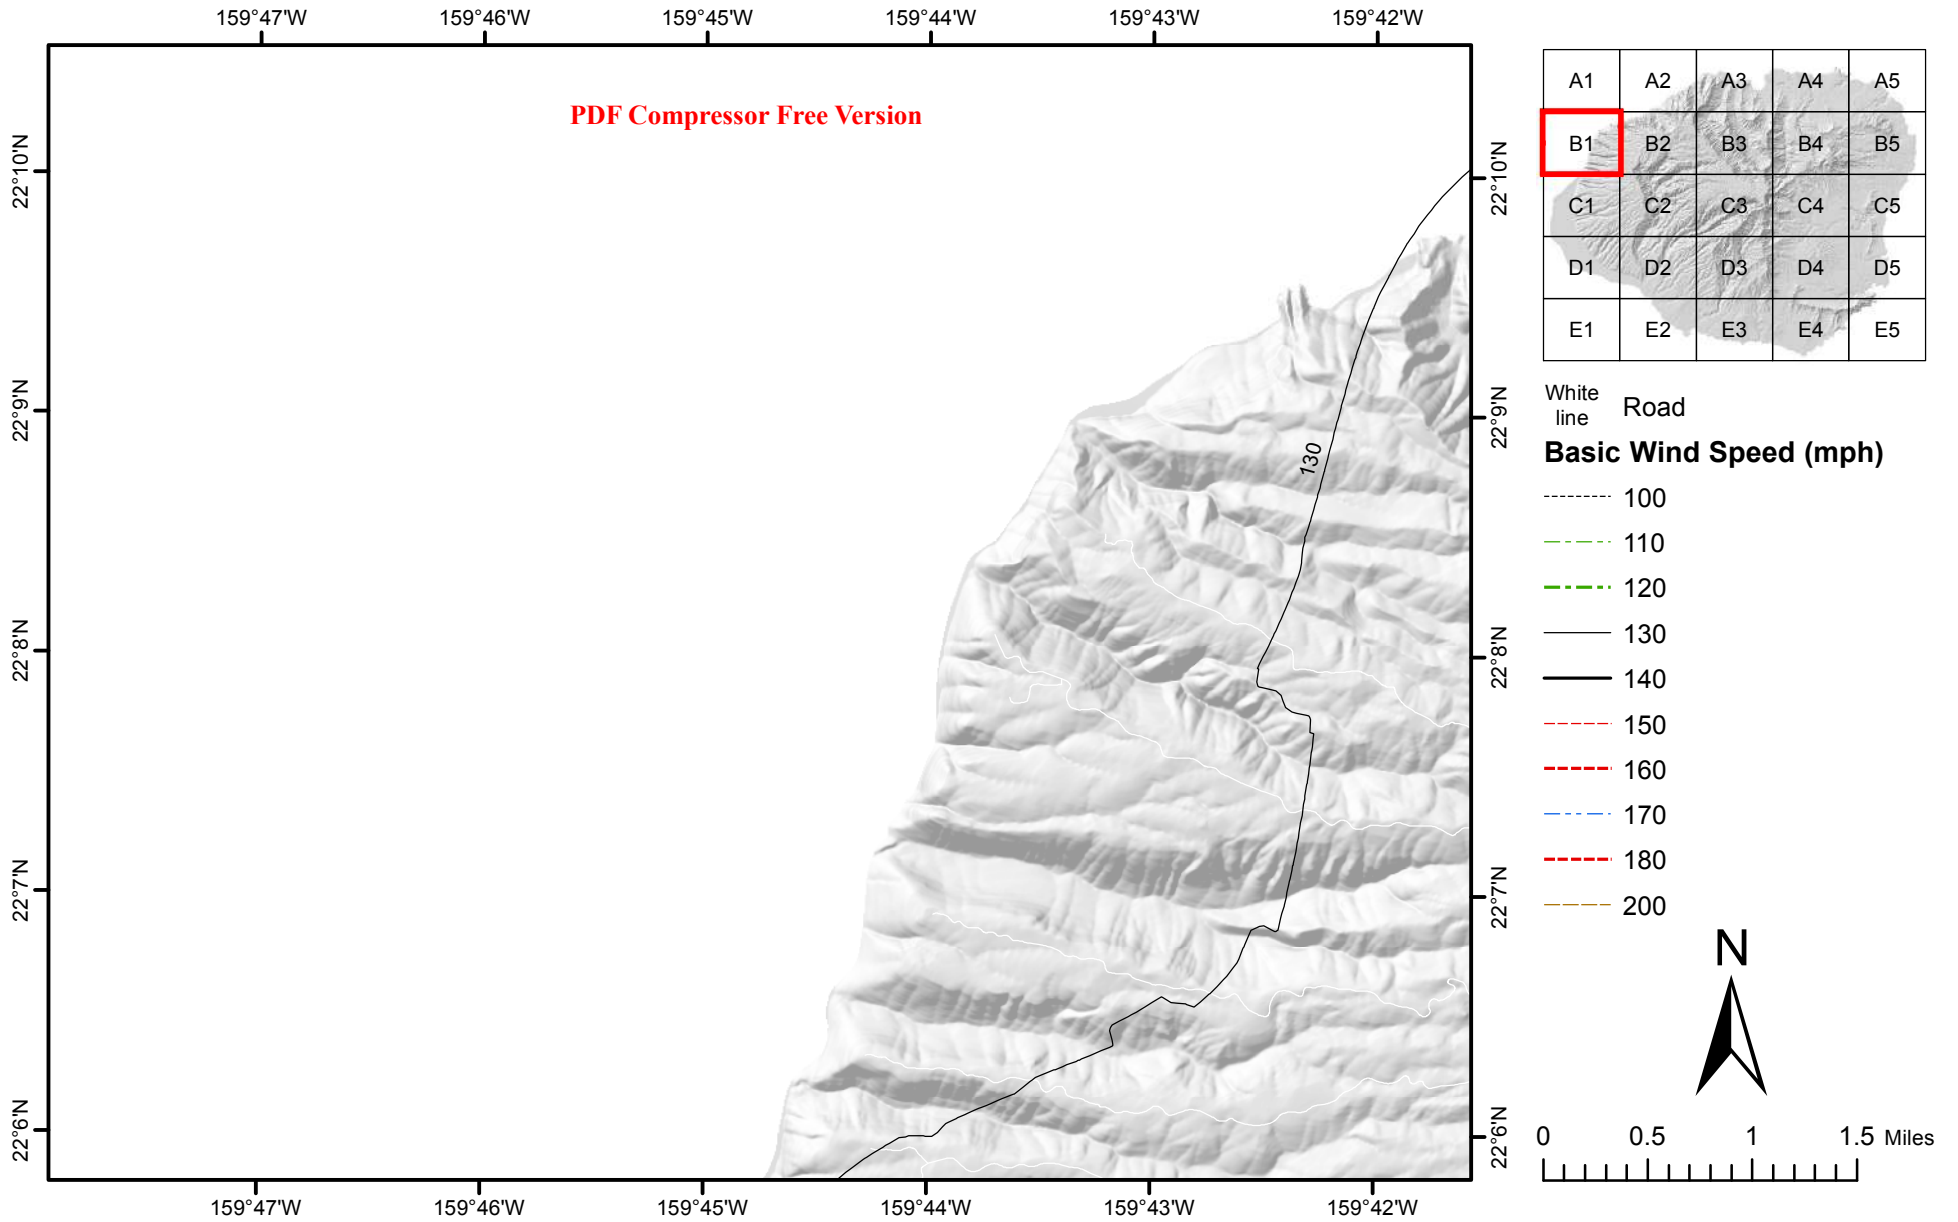 159°47'W 159°46'W 159°45'W 159°44'W 159°43'W 159°42'W
PDF Compressor Free Version
22°10'N
22°9'N
22°8'N
22°7'N
22°6'N
130
22°10'N
22°9'N
22°8'N
22°7'N
22°6'N
159°47'W 159°46'W 159°45'W 159°44'W 159°43'W 159°42'W
A1 A2 A3 A4 A5
B1 B2 B3 B4 B5
C1 C2 C3 C4 C5
D1 D2 D3 D4 D5
E1 E2 E3 E4 E5
White
line
Road
Basic Wind Speed (mph)
100
110
120
130
140
150
160
170
180
200
N
0 0.5 1 1.5 Miles